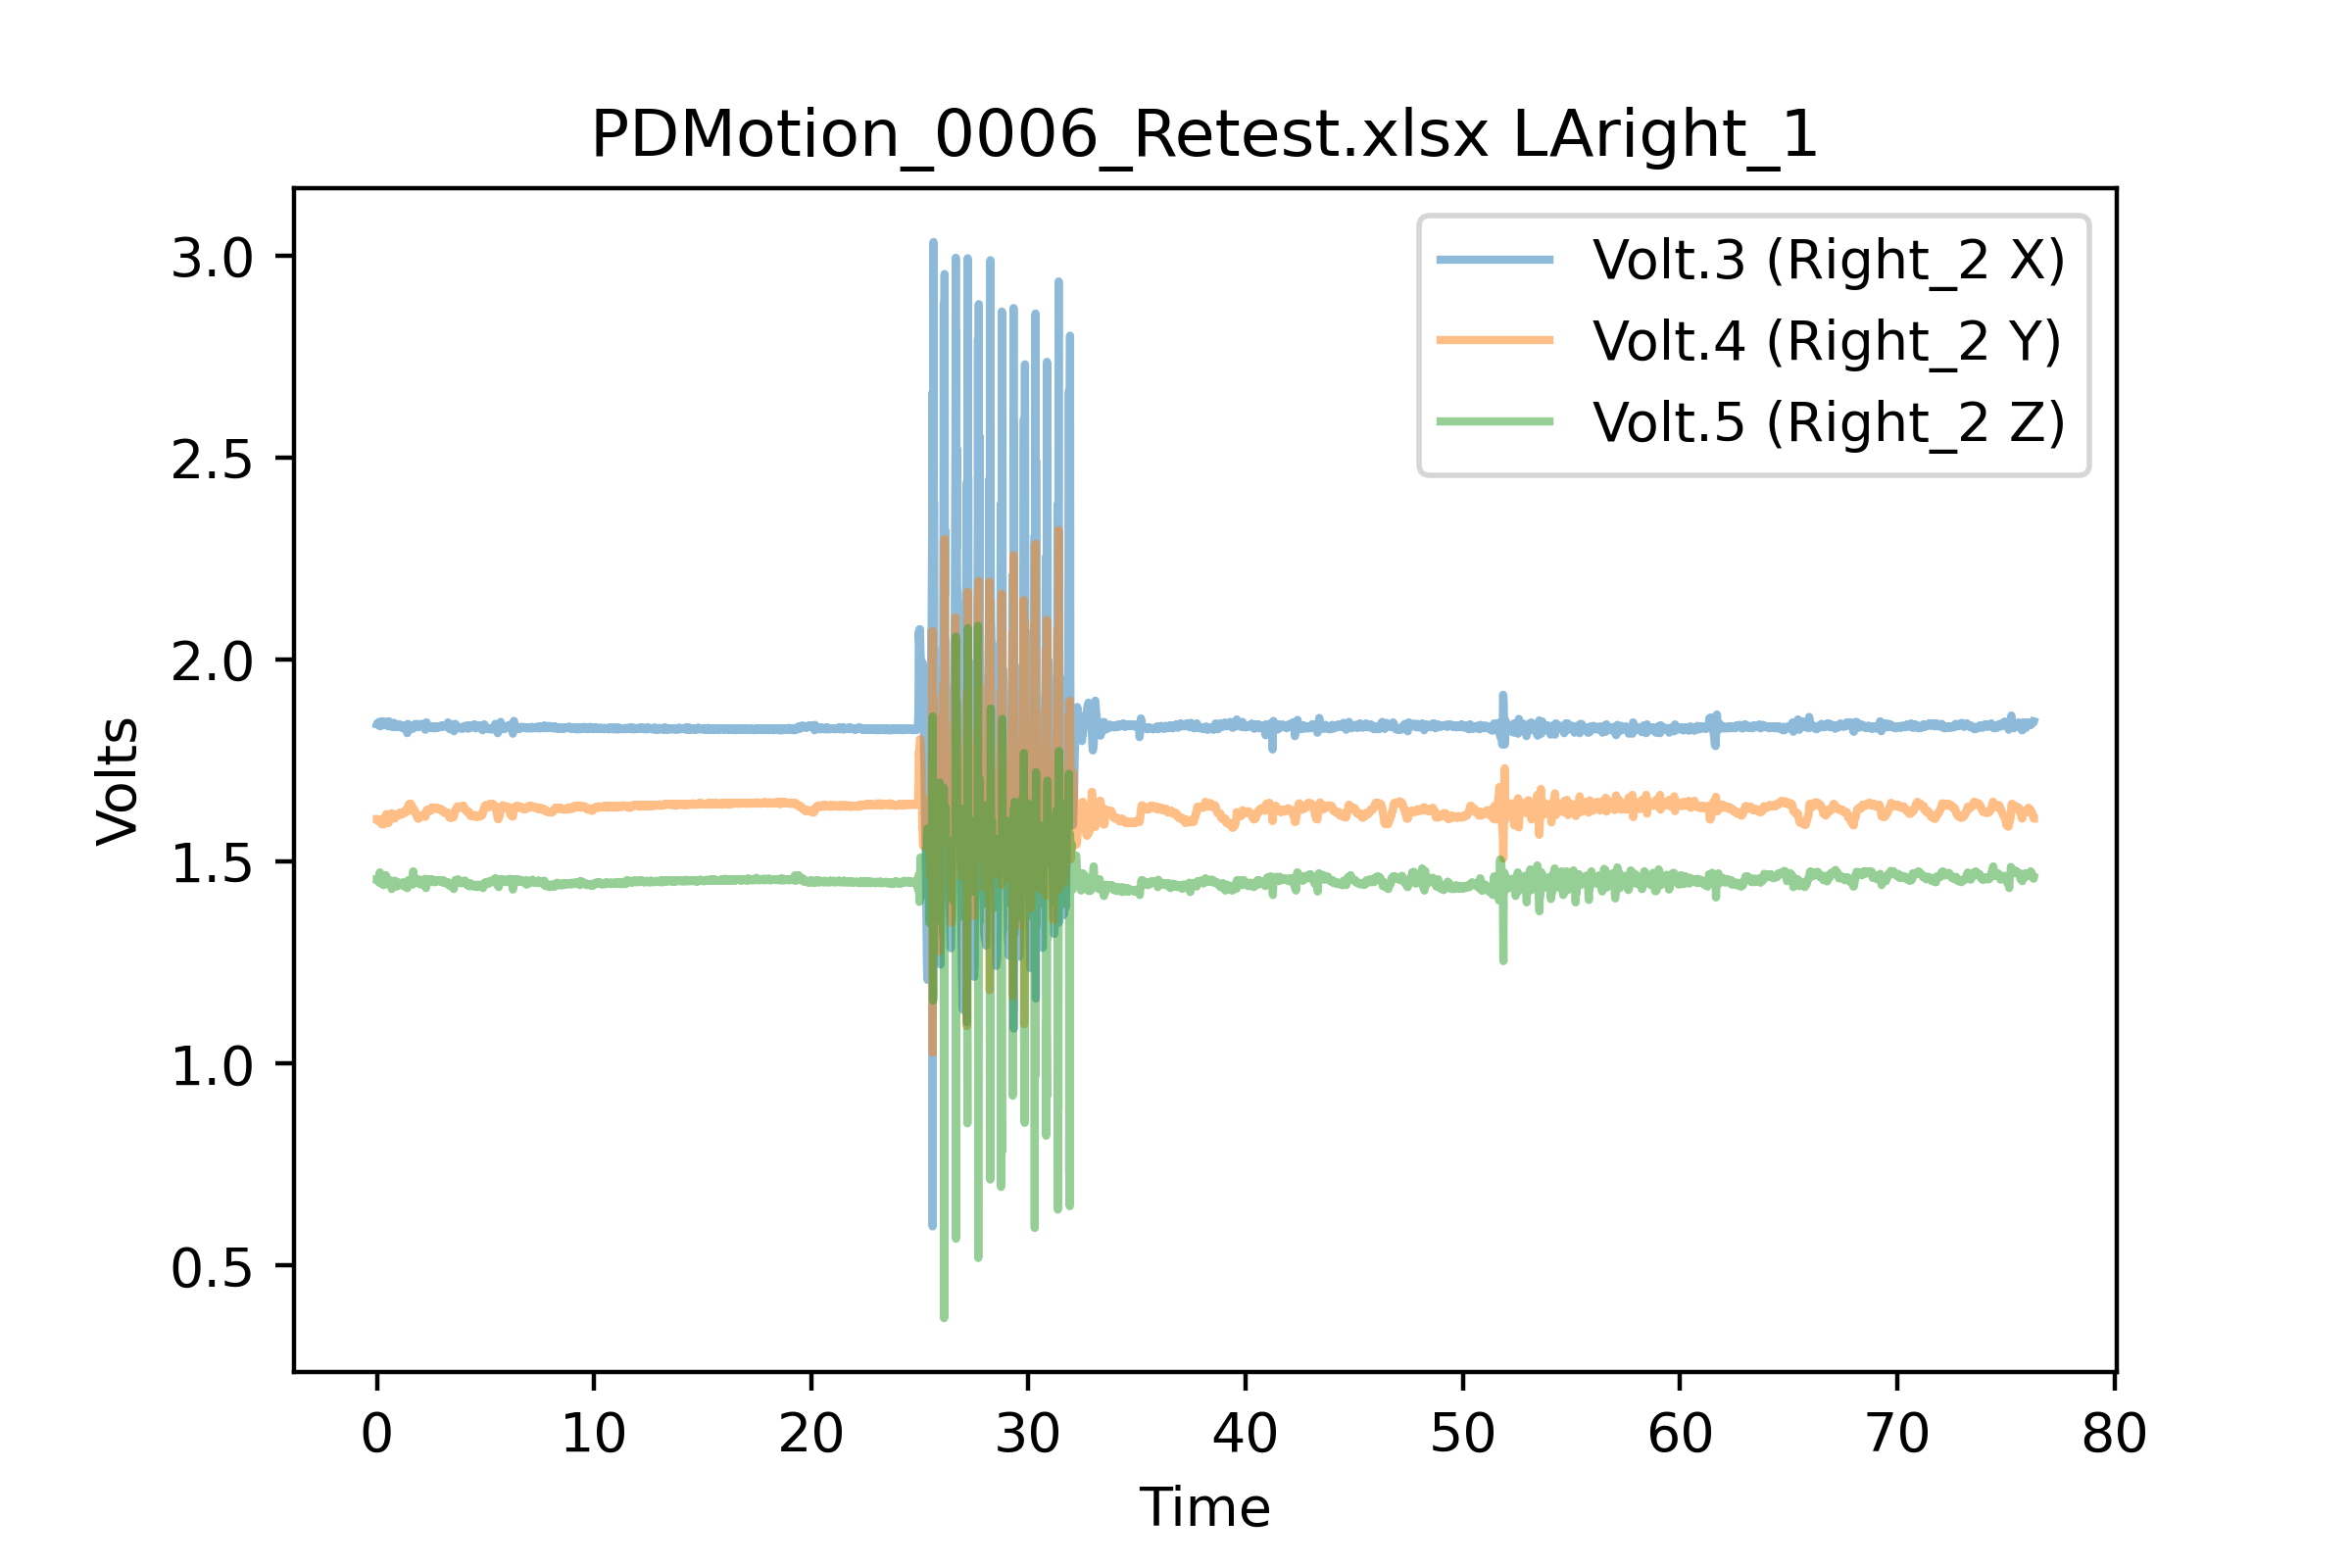 PDMotion_0006_Retest.xlsx LAright_1
Volt.3 (Right_2 X)
Volt.4 (Right_2 Y)
Volt.5 (Right_2 Z)
Volts
3.0
2.5
2.0
1.5
1.0
0.5
0 10 20 30 40 50 60 70 80
Time